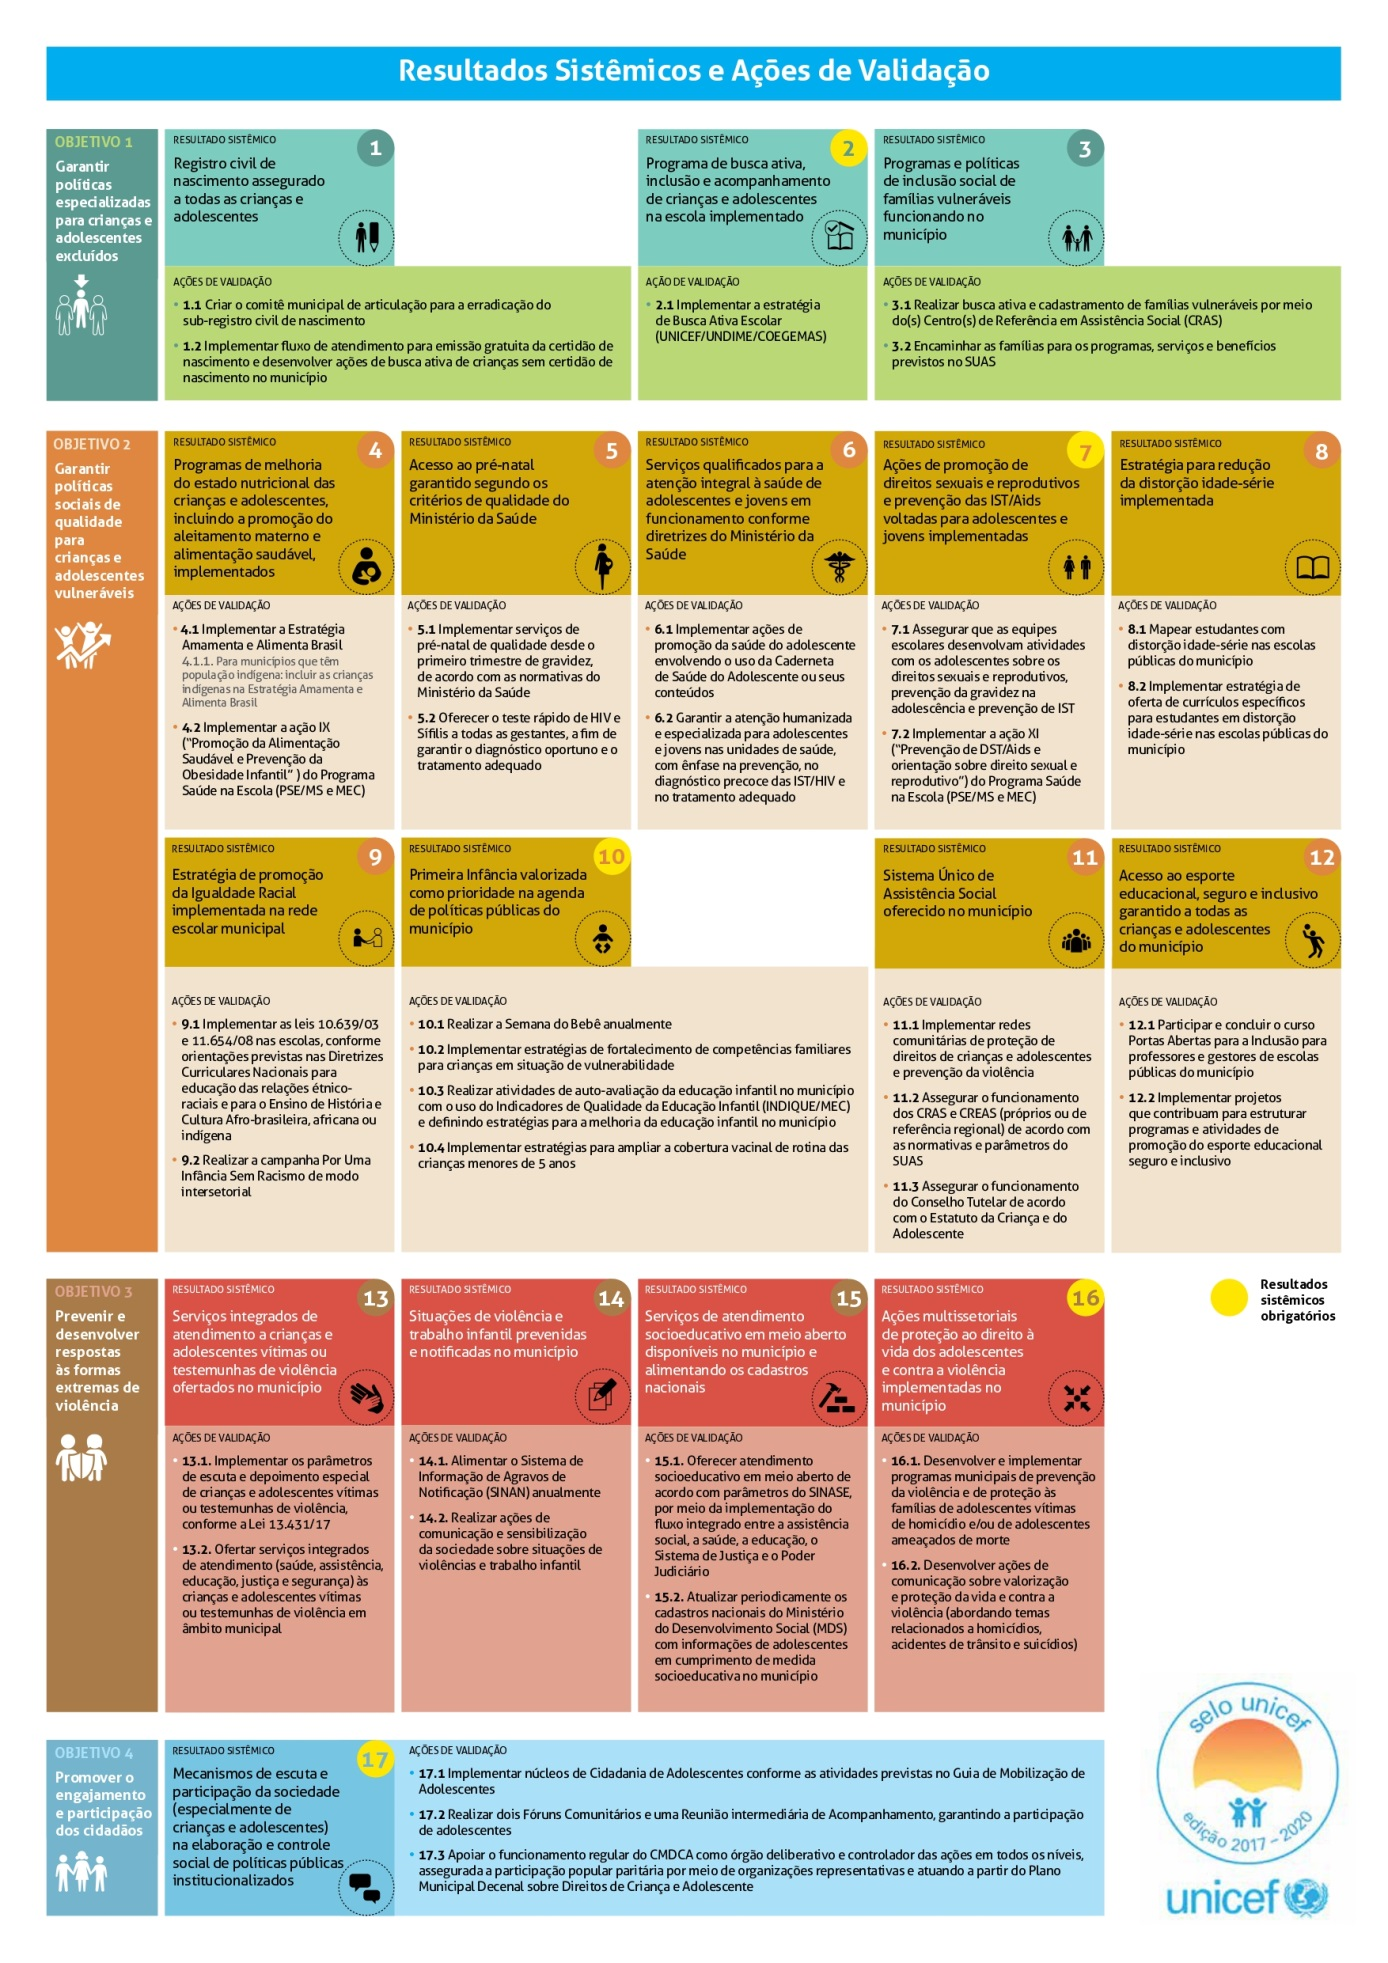 Resultados Sistêmicos e Ações de Validação
OBJETIVO 1
Garantir
políticas
especializadas
para crianças e
adolescentes
excluídos
RESULTADO SISTÊMICO
1
Registro civil de
nascimento assegurado
a todas as crianças e
adolescentes
AÇÕES DE VALIDAÇÃO
• 1.1 Criar o comitê municipal de articulação para a erradicação do
sub-registro civil de nascimento
• 1.2 Implementar fluxo de atendimento para emissão gratuita da certidão de
nascimento e desenvolver ações de busca ativa de crianças sem certidão de
nascimento no município
RESULTADO SISTÊMICO
2
Programa de busca ativa,
inclusão e acompanhamento
de crianças e adolescentes
na escola implementado
AÇÃO DE VALIDAÇÃO
• 2.1 Implementar a estratégia
de Busca Ativa Escolar
(UNICEF/UNDIME/COEGEMAS)
RESULTADO SISTÊMICO
3
Programas e políticas
de inclusão social de
famílias vulneráveis
funcionando no
município
AÇÕES DE VALIDAÇÃO
• 3.1 Realizar busca ativa e cadastramento de famílias vulneráveis por meio
do(s) Centro(s) de Referência em Assistência Social (CRAS)
• 3.2 Encaminhar as famílias para os programas, serviços e benefícios
previstos no SUAS
OBJETIVO 2
Garantir
políticas
sociais de
qualidade
para
crianças e
adolescentes
vulneráveis
RESULTADO SISTÊMICO
4
Programas de melhoria
do estado nutricional das
crianças e adolescentes,
incluindo a promoção do
aleitamento materno e
alimentação saudável,
implementados
AÇÕES DE VALIDAÇÃO
• 4.1 Implementar a Estratégia
Amamenta e Alimenta Brasil
4.1.1. Para municípios que têm
população indígena: incluir as crianças
indígenas na Estratégia Amamenta e
Alimenta Brasil
• 4.2 Implementar a ação IX
("Promoção da Alimentação
Saudável e Prevenção da
Obesidade Infantil" ) do Programa
Saúde na Escola (PSE/MS e MEC)
RESULTADO SISTÊMICO
5
Acesso ao pré-natal
garantido segundo os
critérios de qualidade do
Ministério da Saúde
AÇÕES DE VALIDAÇÃO
• 5.1 Implementar serviços de
pré-natal de qualidade desde o
primeiro trimestre de gravidez,
de acordo com as normativas do
Ministério da Saúde
• 5.2 Oferecer o teste rápido de HIV e
Sífilis a todas as gestantes, a fim de
garantir o diagnóstico oportuno e o
tratamento adequado
RESULTADO SISTÊMICO
6
Serviços qualificados para a
atenção integral à saúde de
adolescentes e jovens em
funcionamento conforme
diretrizes do Ministério da
Saúde
AÇÕES DE VALIDAÇÃO
• 6.1 Implementar ações de
promoção da saúde do adolescente
envolvendo o uso da Caderneta
de Saúde do Adolescente ou seus
conteúdos
• 6.2 Garantir a atenção humanizada
e especializada para adolescentes
e jovens nas unidades de saúde,
com ênfase na prevenção, no
diagnóstico precoce das IST/HIV e
no tratamento adequado
RESULTADO SISTÊMICO
7
Ações de promoção de
direitos sexuais e reprodutivos
e prevenção das IST/Aids
voltadas para adolescentes e
jovens implementadas
AÇÕES DE VALIDAÇÃO
• 7.1 Assegurar que as equipes
escolares desenvolvam atividades
com os adolescentes sobre os
direitos sexuais e reprodutivos,
prevenção da gravidez na
adolescência e prevenção de IST
• 7.2 Implementar a ação XI
("Prevenção de DST/Aids e
orientação sobre direito sexual e
reprodutivo") do Programa Saúde
na Escola (PSE/MS e MEC)
RESULTADO SISTÊMICO
8
Estratégia para redução
da distorção idade-série
implementada
AÇÕES DE VALIDAÇÃO
• 8.1 Mapear estudantes com
distorção idade-série nas escolas
públicas do município
• 8.2 Implementar estratégia de
oferta de currículos específicos
para estudantes em distorção
idade-série nas escolas públicas do
município
RESULTADO SISTÊMICO
9
Estratégia de promoção
da Igualdade Racial
implementada na rede
escolar municipal
AÇÕES DE VALIDAÇÃO
• 9.1 Implementar as leis 10.639/03
e 11.654/08 nas escolas, conforme
orientações previstas nas Diretrizes
Curriculares Nacionais para
educação das relações étnico-
raciais e para o Ensino de História e
Cultura Afro-brasileira, africana ou
indígena
• 9.2 Realizar a campanha Por Uma
Infância Sem Racismo de modo
intersetorial
RESULTADO SISTÊMICO
10
Primeira Infância valorizada
como prioridade na agenda
de políticas públicas do
município
AÇÕES DE VALIDAÇÃO
• 10.1 Realizar a Semana do Bebê anualmente
• 10.2 Implementar estratégias de fortalecimento de competências familiares
para crianças em situação de vulnerabilidade
• 10.3 Realizar atividades de auto-avaliação da educação infantil no município
com o uso do Indicadores de Qualidade da Educação Infantil (INDIQUE/MEC)
e definindo estratégias para a melhoria da educação infantil no município
• 10.4 Implementar estratégias para ampliar a cobertura vacinal de rotina das
crianças menores de 5 anos
RESULTADO SISTÊMICO
11
Sistema Único de
Assistência Social
oferecido no município
AÇÕES DE VALIDAÇÃO
• 11.1 Implementar redes
comunitárias de proteção de
direitos de crianças e adolescentes
e prevenção da violência
• 11.2 Assegurar o funcionamento
dos CRAS e CREAS (próprios ou de
referência regional) de acordo com
as normativas e parâmetros do
SUAS
• 11.3 Assegurar o funcionamento
do Conselho Tutelar de acordo
com o Estatuto da Criança e do
Adolescente
RESULTADO SISTÊMICO
12
Acesso ao esporte
educacional, seguro e inclusivo
garantido a todas as
crianças e adolescentes
do município
AÇÕES DE VALIDAÇÃO
• 12.1 Participar e concluir o curso
Portas Abertas para a Inclusão para
professores e gestores de escolas
públicas do município
• 12.2 Implementar projetos
que contribuam para estruturar
programas e atividades de
promoção do esporte educacional
seguro e inclusivo
OBJETIVO 3
Prevenir e
desenvolver
respostas
às formas
extremas de
violência
RESULTADO SISTÊMICO
13
Serviços integrados de
atendimento a crianças e
adolescentes vítimas ou
testemunhas de violência
ofertados no município
AÇÕES DE VALIDAÇÃO
• 13.1. Implementar os parâmetros
de escuta e depoimento especial
de crianças e adolescentes vítimas
ou testemunhas de violência,
conforme a Lei 13.431/17
• 13.2. Ofertar serviços integrados
de atendimento (saúde, assistência,
educação, justiça e segurança) às
crianças e adolescentes vítimas
ou testemunhas de violência em
âmbito municipal
RESULTADO SISTÊMICO
14
Situações de violência e
trabalho infantil prevenidas
e notificadas no município
AÇÕES DE VALIDAÇÃO
• 14.1. Alimentar o Sistema de
Informação de Agravos de
Notificação (SINAN) anualmente
• 14.2. Realizar ações de
comunicação e sensibilização
da sociedade sobre situações de
violências e trabalho infantil
RESULTADO SISTÊMICO
15
Serviços de atendimento
socioeducativo em meio aberto
disponíveis no município e
alimentando os cadastros
nacionais
AÇÕES DE VALIDAÇÃO
• 15.1. Oferecer atendimento
socioeducativo em meio aberto de
acordo com parâmetros do SINASE,
por meio da implementação do
fluxo integrado entre a assistência
social, a saúde, a educação, o
Sistema de Justiça e o Poder
Judiciário
• 15.2. Atualizar periodicamente os
cadastros nacionais do Ministério
do Desenvolvimento Social (MDS)
com informações de adolescentes
em cumprimento de medida
socioeducativa no município
RESULTADO SISTÊMICO
16
Ações multissetoriais
de proteção ao direito à
vida dos adolescentes
e contra a violência
implementadas no
município
AÇÕES DE VALIDAÇÃO
• 16.1. Desenvolver e implementar
programas municipais de prevenção
da violência e de proteção às
famílias de adolescentes vítimas
de homicídio e/ou de adolescentes
ameaçados de morte
• 16.2. Desenvolver ações de
comunicação sobre valorização
e proteção da vida e contra a
violência (abordando temas
relacionados a homicídios,
acidentes de trânsito e suicídios)
Resultados
sistêmicos
obrigatórios
OBJETIVO 4
Promover o
engajamento
e participação
dos cidadãos
RESULTADO SISTÊMICO
17
Mecanismos de escuta e
participação da sociedade
(especialmente de
crianças e adolescentes)
na elaboração e controle
social de políticas públicas
institucionalizados
AÇÕES DE VALIDAÇÃO
• 17.1 Implementar núcleos de Cidadania de Adolescentes conforme as atividades previstas no Guia de Mobilização de
Adolescentes
• 17.2 Realizar dois Fóruns Comunitários e uma Reunião intermediária de Acompanhamento, garantindo a participação
de adolescentes
• 17.3 Apoiar o funcionamento regular do CMDCA como órgão deliberativo e controlador das ações em todos os níveis,
assegurada a participação popular paritária por meio de organizações representativas e atuando a partir do Plano
Municipal Decenal sobre Direitos de Criança e Adolescente
selo unicef
edição 2017 – 2020
unicef